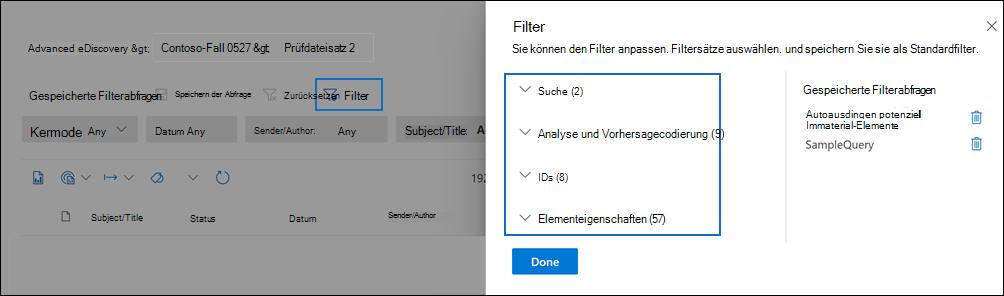 Advanced eDiscovery &gt; Contoso-Fall 0527 &gt; Prüfdateisatz 2
Gespeicherte Filterabfragen Speichern der Abfrage Zurücksetzen Filter
Kermode Any Datum Any Sender/Author: Any Subject/Title: A
192
Subject/Title Status Datum Sender/Author
Filter
Sie können den Filter anpassen. Filtersätze auswählen. und speichern Sie sie als Standardfilter.
Suche (2)
Analyse und Vorhersagecodierung (9)
IDs (8)
Elementeigenschaften (57)
Done
Gespeicherte Filterabfragen
Autoausdingen potenziel
Immaterial-Elemente
SampleQuery